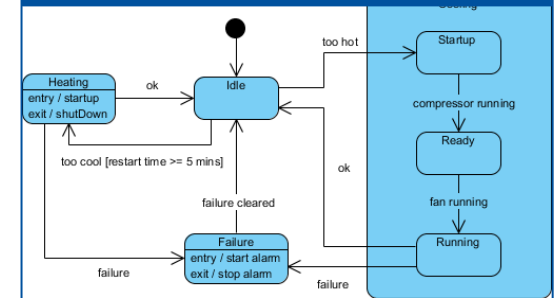 too hot
Startup
Heating
entry / startup
exit / shutDown
ok
Idle
compressor running
Ready
too cool [restart time >= 5 mins]
ok
failure cleared
fan running
Failure
entry / start alarm
exit / stop alarm
Running
failure
failure